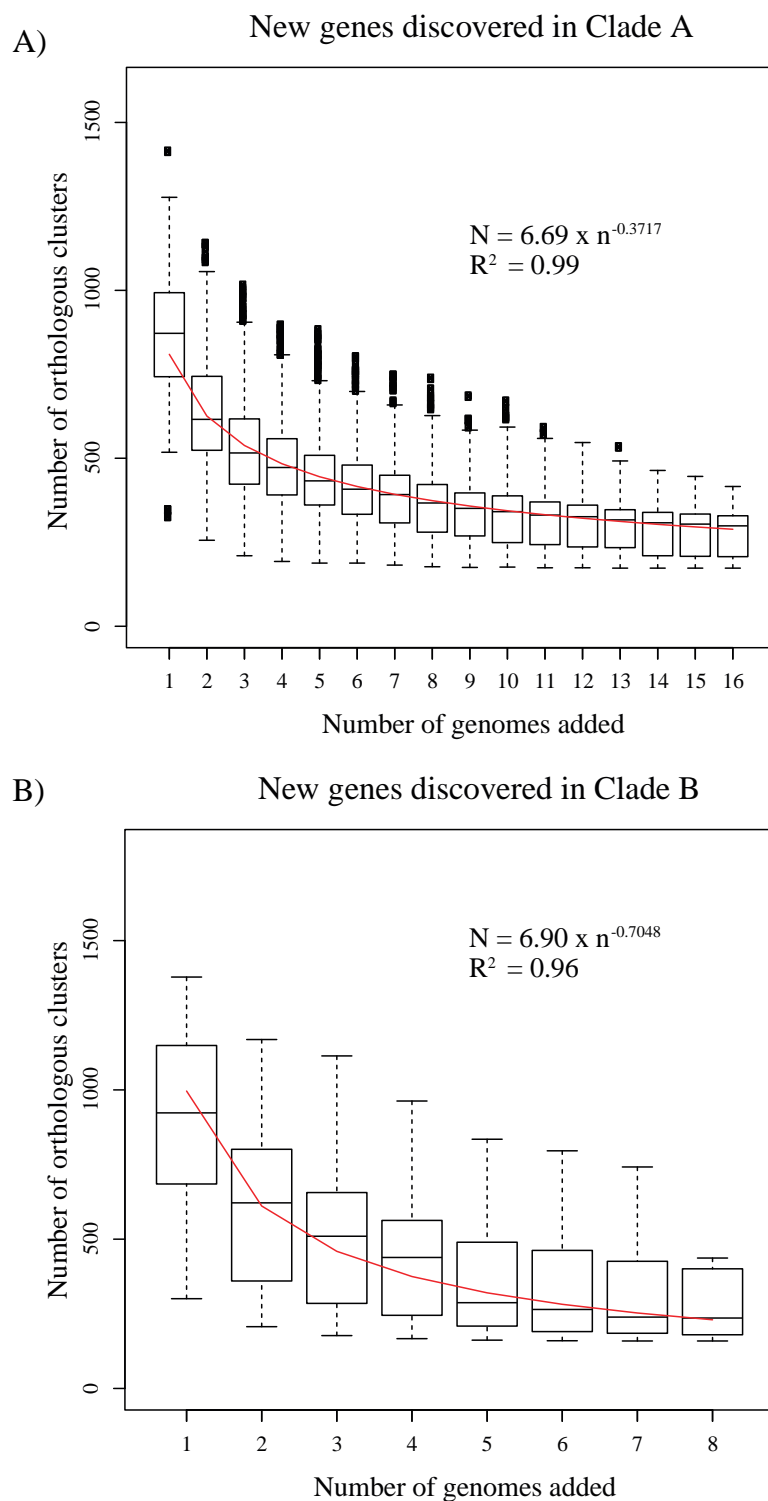 A)
New genes discovered in Clade A
Number of orthologous clusters
1500
1000
500
0
N = 6.69 x n^-0.3717
R² = 0.99
1 2 3 4 5 6 7 8 9 10 11 12 13 14 15 16
Number of genomes added
B)
New genes discovered in Clade B
Number of orthologous clusters
1500
1000
500
0
N = 6.90 x n^-0.7048
R² = 0.96
1 2 3 4 5 6 7 8
Number of genomes added